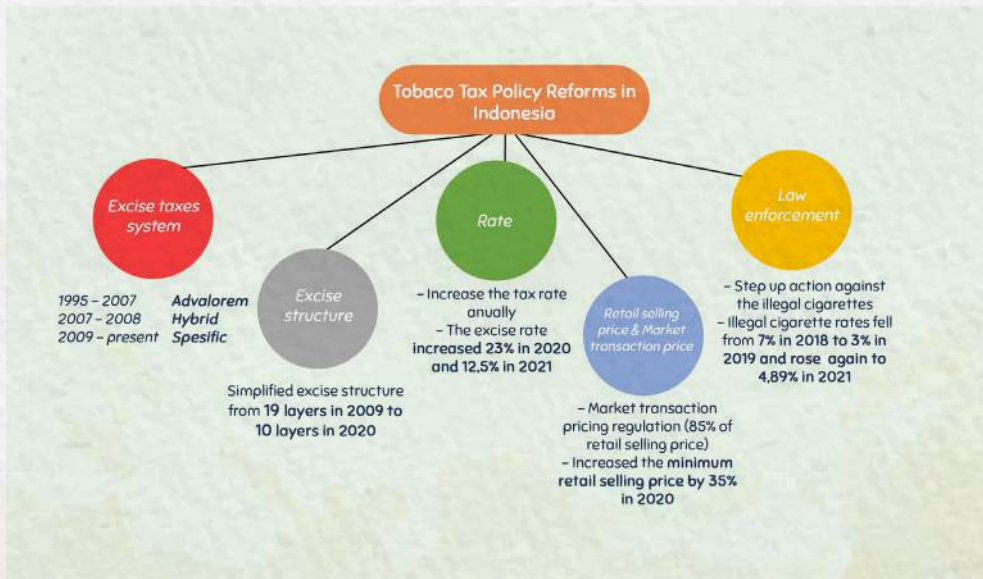 Tobacco Tax Policy Reforms in
Indonesia
Excise taxes
system
1995 – 2007 Advalorem
2007 – 2008 Hybrid
2009 – present Spesific
Excise
structure
Simplified excise structure
from 19 layers in 2009 to
10 layers in 2020
Rate
– Increase the tax rate
anually
– The excise rate
increased 23% in 2020
and 12,5% in 2021
Retail selling
price & Market
transaction price
– Market transaction
pricing regulation (85% of
retail selling price)
– Increased the minimum
retail selling price by 35%
in 2020
Law
enforcement
– Step up action against
the illegal cigarettes
– Illegal cigarette rates fell
from 7% in 2018 to 3% in
2019 and rose again to
4,89% in 2021